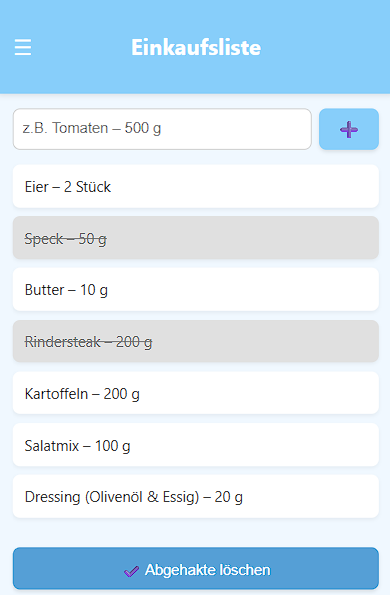 Einkaufsliste
z.B. Tomaten – 500 g
Eier – 2 Stück
Speck – 50 g
Butter – 10 g
Rindersteak – 200 g
Kartoffeln – 200 g
Salatmix – 100 g
Dressing (Olivenöl & Essig) – 20 g
Abgehakte löschen